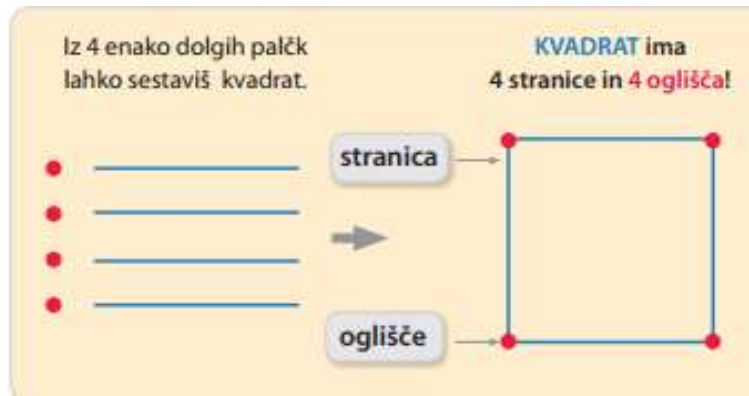 Iz 4 enako dolgih palčk
lahko sestaviš kvadrat.
KVADRAT ima
4 stranice in 4 oglišča!
stranica
oglišče